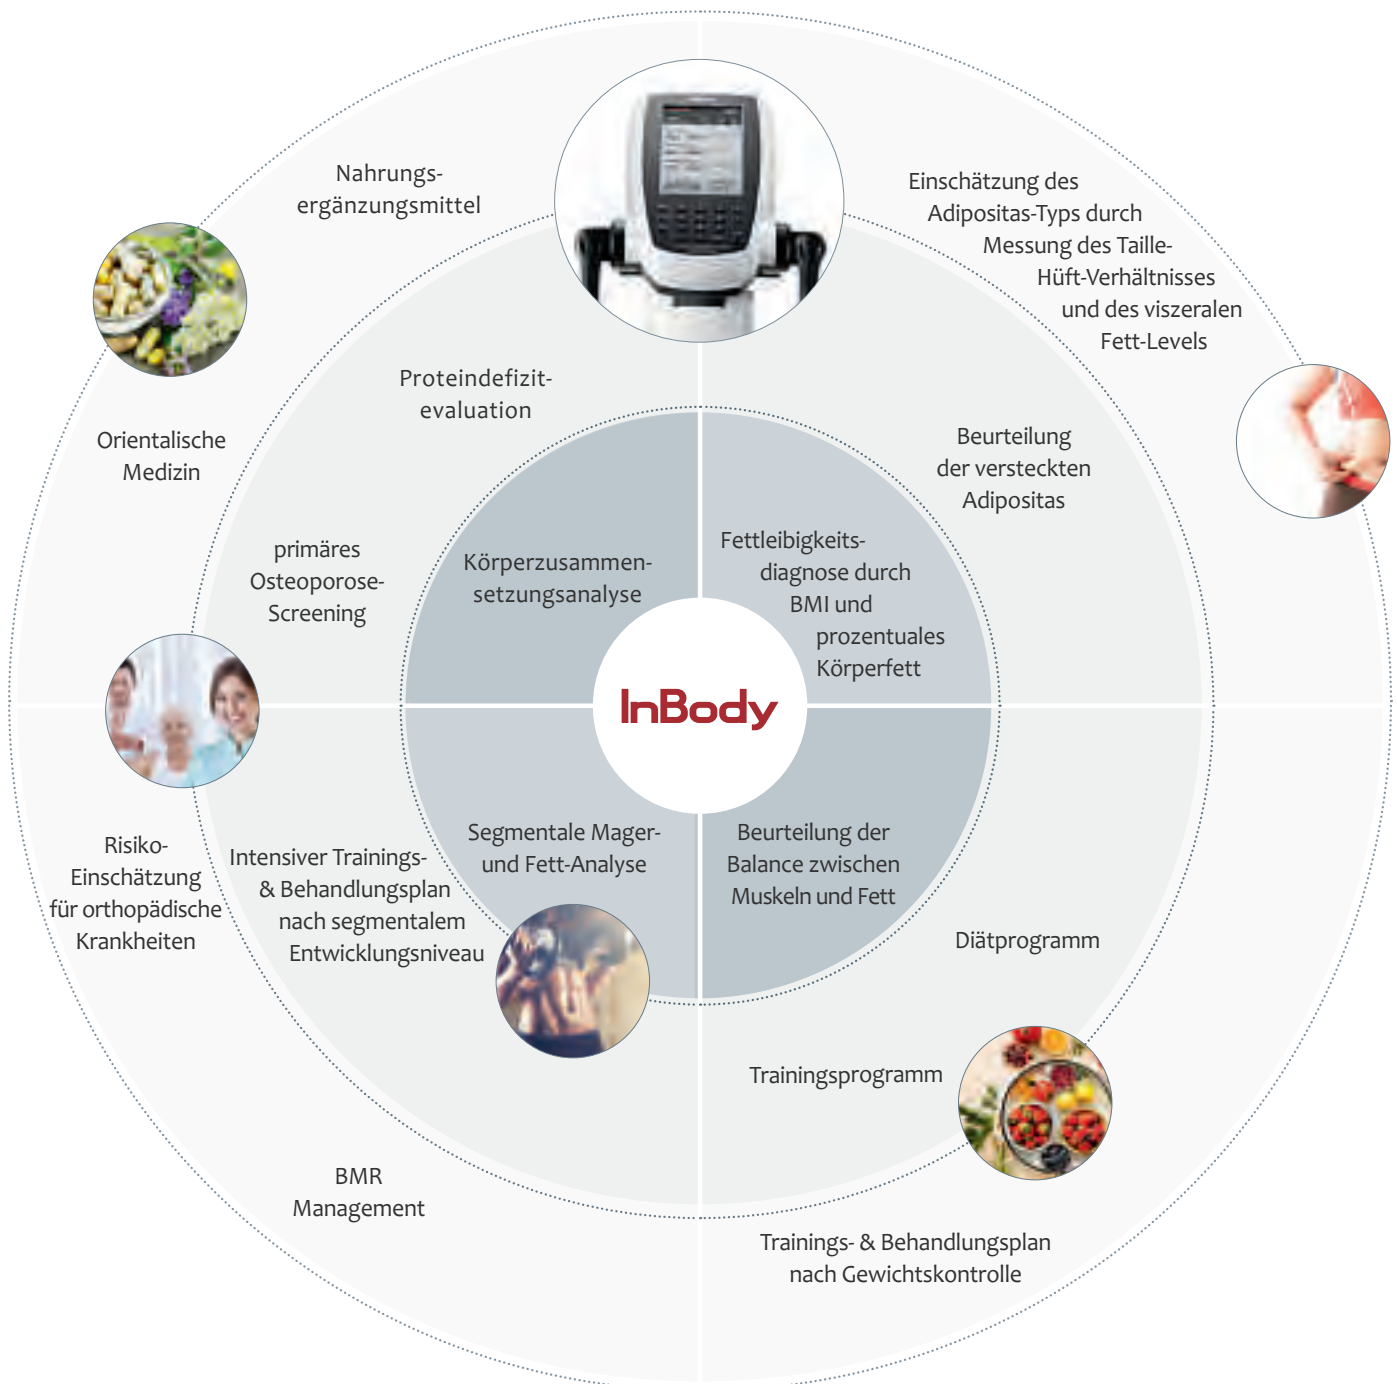 Nahrungs-
ergänzungsmittel
Einschätzung des
Adipositas-Typs durch
Messung des Taille-
Hüft-Verhältnisses
und des viszeralen
Fett-Levels
Proteindefizit-
evaluation
Orientalische
Medizin
Beurteilung
der versteckten
Adipositas
primäres
Osteoporose-
Screening
Körperzusammen-
setzungsanalyse
Fettleibigkeits-
diagnose durch
BMI und
prozentuales
Körperfett
InBody
Risiko-
Einschätzung
für orthopädische
Krankheiten
Intensiver Trainings-
& Behandlungsplan
nach segmentalem
Entwicklungsniveau
Segmentale Mager-
und Fett-Analyse
Beurteilung der
Balance zwischen
Muskeln und Fett
Diätprogramm
Trainingsprogramm
BMR
Management
Trainings- & Behandlungsplan
nach Gewichtskontrolle